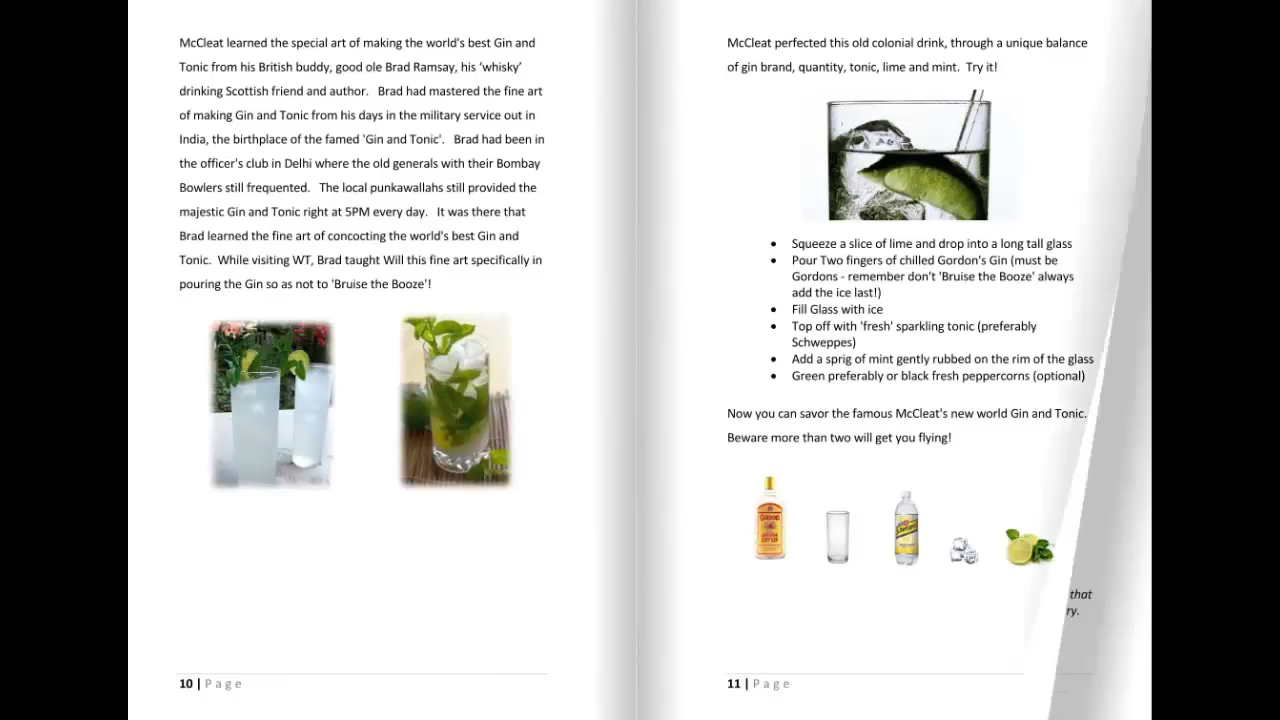 McCleat learned the special art of making the world's best Gin and
Tonic from his British buddy, good ole Brad Ramsay, his ‘whisky’
drinking Scottish friend and author. Brad had mastered the fine art
of making Gin and Tonic from his days in the military service out in
India, the birthplace of the famed 'Gin and Tonic'. Brad had been in
the officer's club in Delhi where the old generals with their Bombay
Bowlers still frequented. The local punkawallahs still provided the
majestic Gin and Tonic right at 5PM every day. It was there that
Brad learned the fine art of concocting the world's best Gin and
Tonic. While visiting WT, Brad taught Will this fine art specifically in
pouring the Gin so as not to 'Bruise the Booze'!
10 | Page
McCleat perfected this old colonial drink, through a unique balance
of gin brand, quantity, tonic, lime and mint. Try it!
• Squeeze a slice of lime and drop into a long tall glass
• Pour Two fingers of chilled Gordon's Gin (must be
Gordons - remember don't 'Bruise the Booze' always
add the ice last!)
• Fill Glass with ice
• Top off with 'fresh' sparkling tonic (preferably
Schweppes)
• Add a sprig of mint gently rubbed on the rim of the glass
• Green preferably or black fresh peppercorns (optional)
Now you can savor the famous McCleat's new world Gin and Tonic.
Beware more than two will get you flying!
GORDON'S
Schweppes
that
ry.
11 | Page